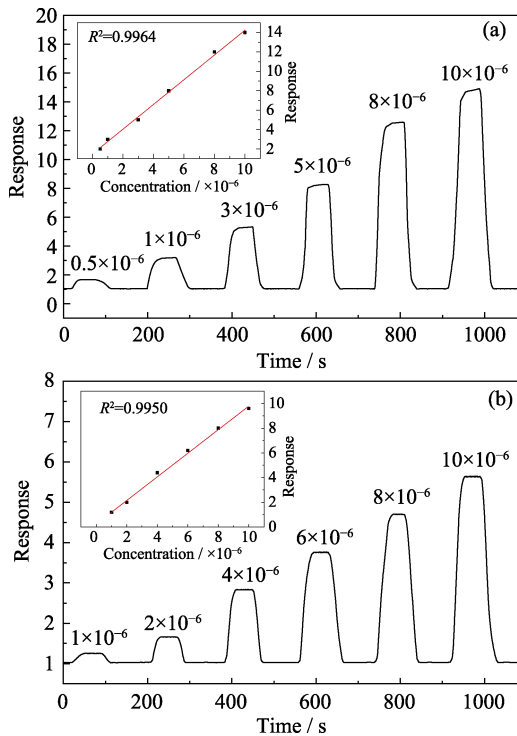 (a)
R²=0.9964
Response
Concentration / ×10⁻⁶
0 2 4 6 8 10
2 4 6 8 10 12 14
0.5×10⁻⁶
1×10⁻⁶
3×10⁻⁶
5×10⁻⁶
8×10⁻⁶
10×10⁻⁶
Response
0 2 4 6 8 10 12 14 16 18 20
0 200 400 600 800 1000
Time / s
(b)
R²=0.9950
Response
Concentration / ×10⁻⁶
0 2 4 6 8 10
0 2 4 6 8 10
1×10⁻⁶
2×10⁻⁶
4×10⁻⁶
6×10⁻⁶
8×10⁻⁶
10×10⁻⁶
Response
1 2 3 4 5 6 7 8
0 200 400 600 800 1000
Time / s